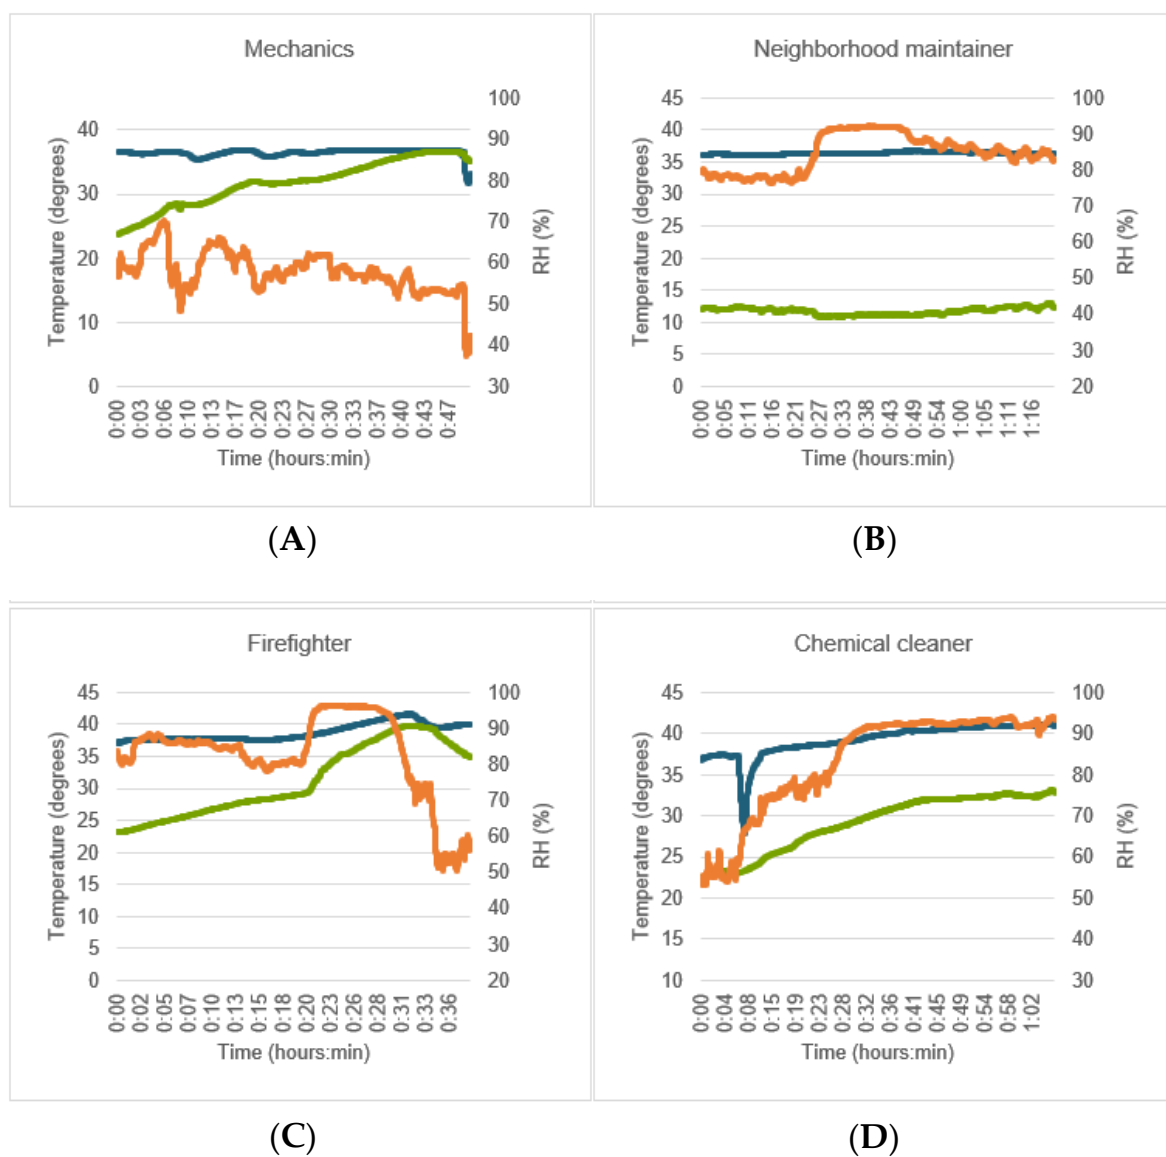 Mechanics
Temperature (degrees)
40
30
20
10
0
100
90
80
70
60
50
40
30
RH (%)
0:00 0:03 0:06 0:10 0:13 0:17 0:20 0:23 0:27 0:30 0:33 0:37 0:40 0:43 0:47
Time (hours:min)
(A)
Neighborhood maintainer
Temperature (degrees)
45
40
35
30
25
20
15
10
5
0
100
90
80
70
60
50
40
30
20
RH (%)
0:00 0:05 0:11 0:16 0:21 0:27 0:33 0:38 0:43 0:49 0:54 1:00 1:05 1:11 1:16
Time (hours:min)
(B)
Firefighter
Temperature (degrees)
45
40
35
30
25
20
15
10
5
0
100
90
80
70
60
50
40
30
20
RH (%)
0:00 0:02 0:05 0:07 0:10 0:13 0:15 0:18 0:20 0:23 0:26 0:28 0:31 0:33 0:36
Time (hours:min)
(C)
Chemical cleaner
Temperature (degrees)
45
40
35
30
25
20
15
10
100
90
80
70
60
50
40
30
RH (%)
0:00 0:04 0:08 0:15 0:19 0:23 0:28 0:32 0:36 0:41 0:45 0:49 0:54 0:58 1:02
Time (hours:min)
(D)